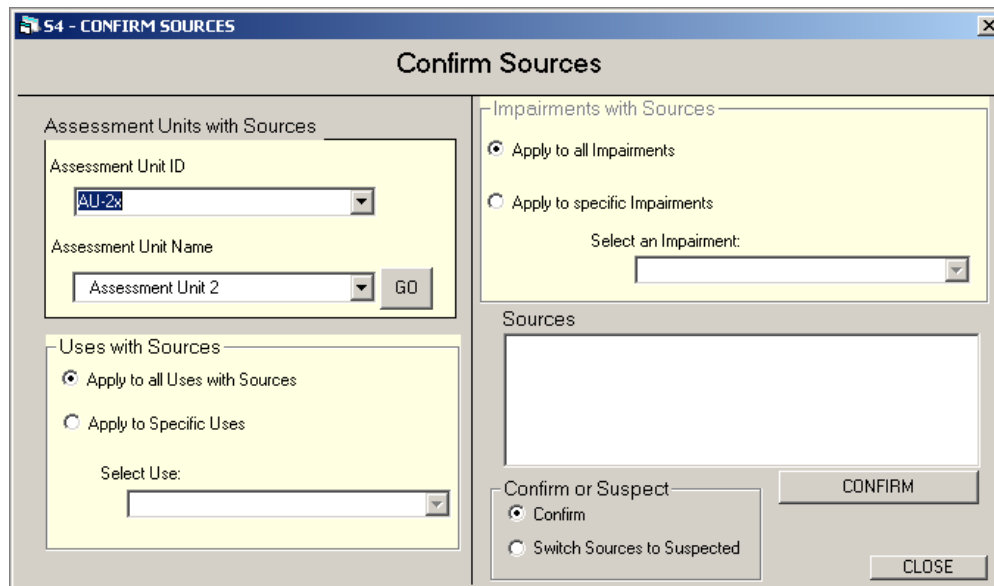 S4 - CONFIRM SOURCES
Confirm Sources
Assessment Units with Sources
Assessment Unit ID
AU-2x
Assessment Unit Name
Assessment Unit 2
GO
Uses with Sources
Apply to all Uses with Sources
Apply to Specific Uses
Select Use:
Impairments with Sources
Apply to all Impairments
Apply to specific Impairments
Select an Impairment:
Sources
Confirm or Suspect
Confirm
Switch Sources to Suspected
CONFIRM
CLOSE